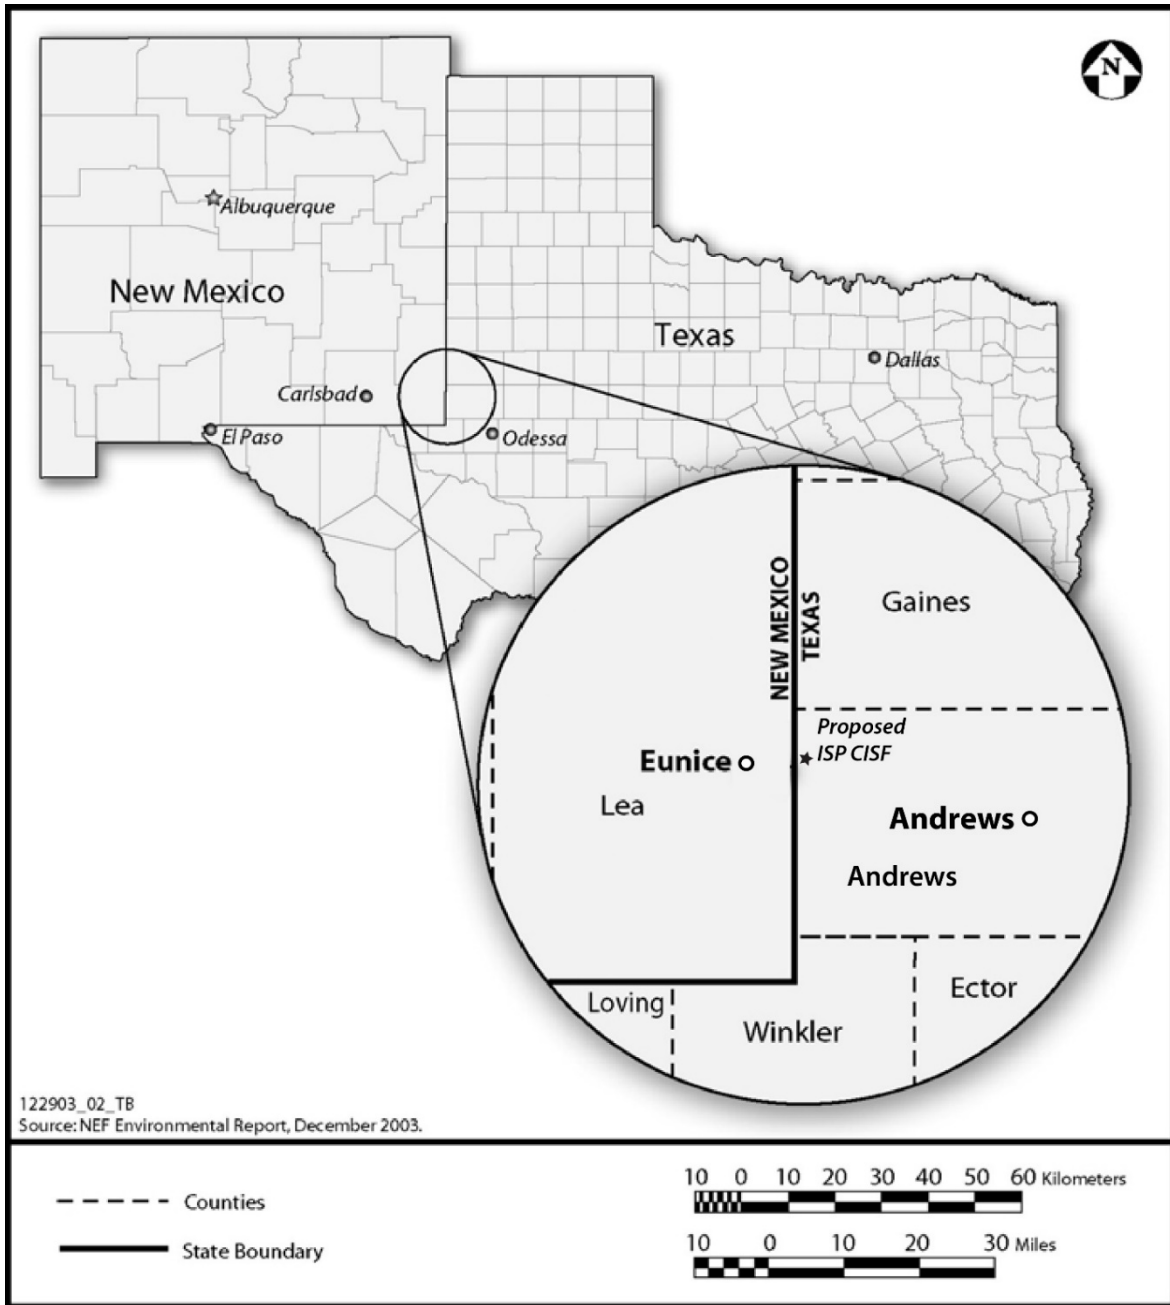 N
Albuquerque
New Mexico
Texas
Dallas
Carlsbad
El Paso
Odessa
NEW MEXICO
TEXAS
Gaines
Proposed
ISP CISF
Eunice
Lea
Andrews
Andrews
Ector
Loving
Winkler
122903_02_TB
Source: NEF Environmental Report, December 2003.
Counties
State Boundary
10 0 10 20 30 40 50 60 Kilometers
10 0 10 20 30 Miles